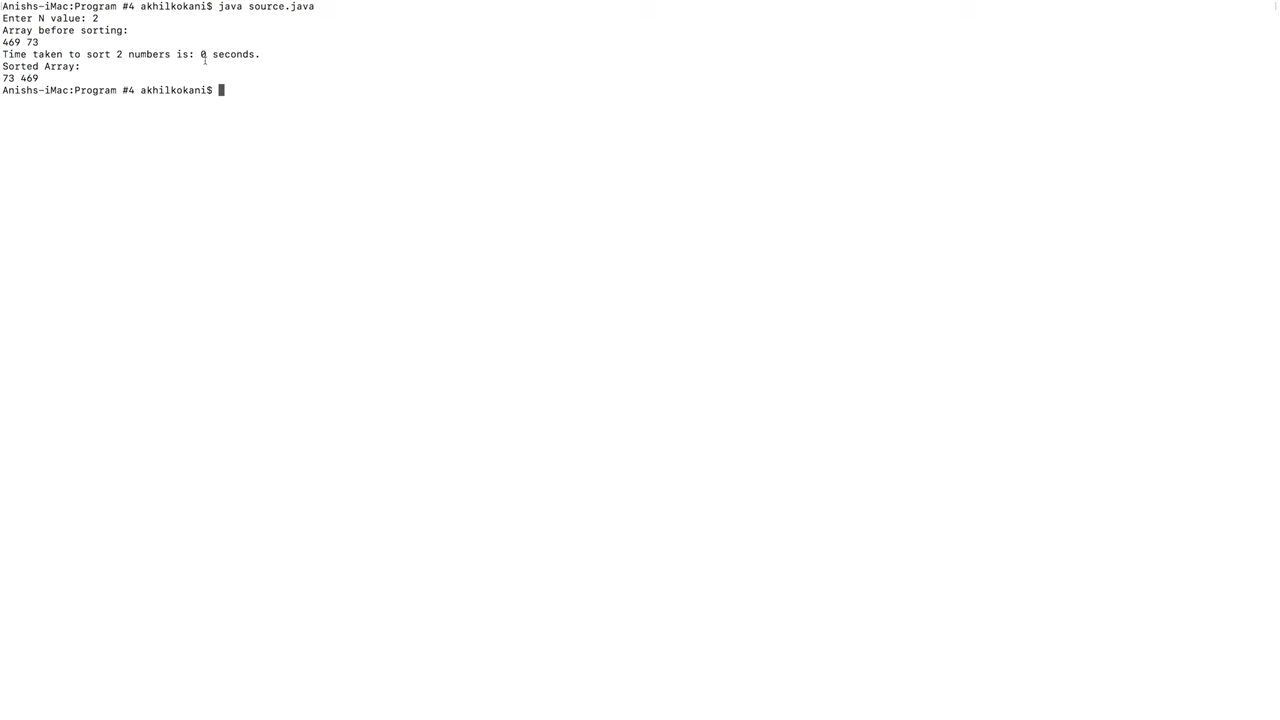 Anishs-iMac:Program #4 akhilkokani$ java source.java
Enter N value: 2
Array before sorting:
469 73
Time taken to sort 2 numbers is: 0 seconds.
Sorted Array:
73 469
Anishs-iMac:Program #4 akhilkokani$